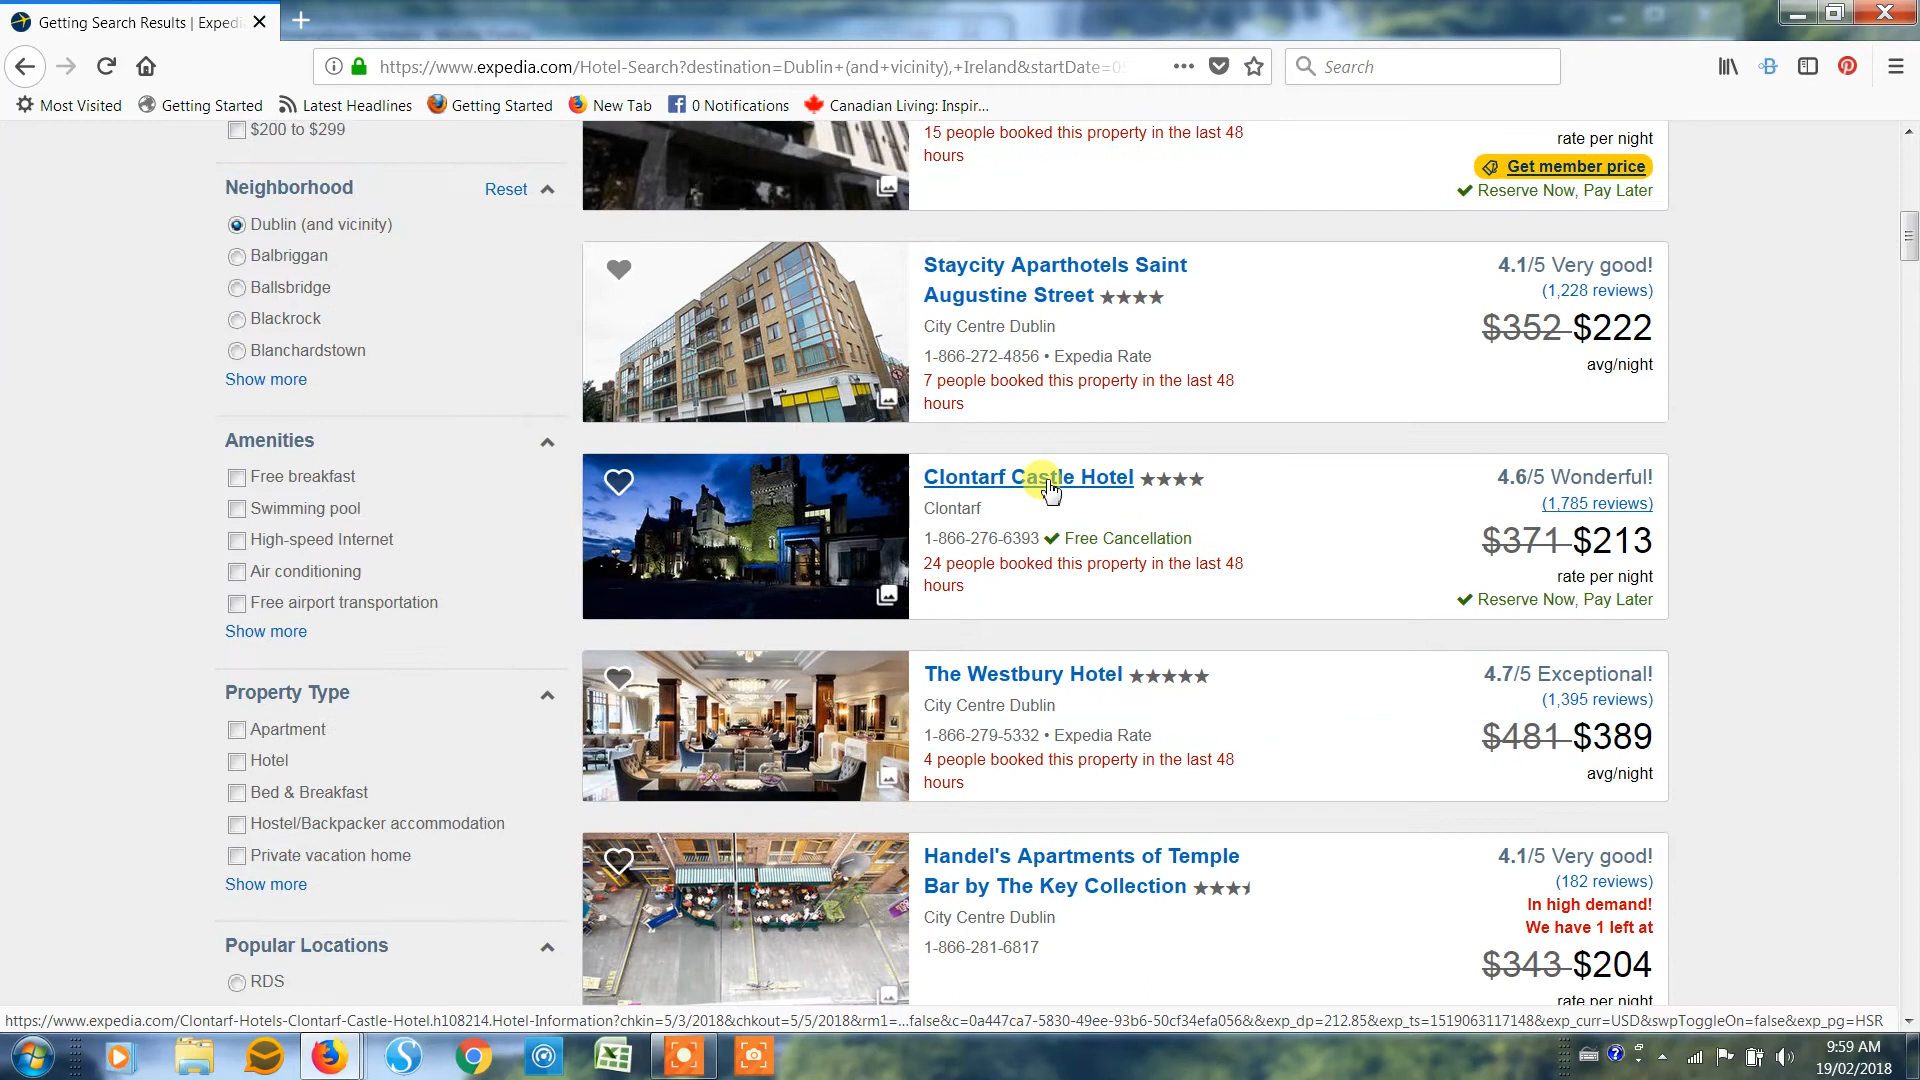 Getting Search Results | Expedi
https://www.expedia.com/Hotel-Search?destination=Dublin+(and+vicinity),+Ireland&startDate=05
Search
Most Visited
Getting Started
Latest Headlines
Getting Started
New Tab
0 Notifications
Canadian Living: Inspir...
$200 to $299
Neighborhood
Reset
Dublin (and vicinity)
Balbriggan
Ballsbridge
Blackrock
Blanchardstown
Show more
Amenities
Free breakfast
Swimming pool
High-speed Internet
Air conditioning
Free airport transportation
Show more
Property Type
Apartment
Hotel
Bed & Breakfast
Hostel/Backpacker accommodation
Private vacation home
Show more
Popular Locations
RDS
15 people booked this property in the last 48
hours
rate per night
Get member price
Reserve Now, Pay Later
Staycity Aparthotels Saint
Augustine Street
City Centre Dublin
1-866-272-4856 • Expedia Rate
7 people booked this property in the last 48
hours
4.1/5 Very good!
(1,228 reviews)
$352 $222
avg/night
Clontarf Castle Hotel
Clontarf
1-866-276-6393 Free Cancellation
24 people booked this property in the last 48
hours
4.6/5 Wonderful!
(1,785 reviews)
$371 $213
rate per night
Reserve Now, Pay Later
The Westbury Hotel
City Centre Dublin
1-866-279-5332 • Expedia Rate
4 people booked this property in the last 48
hours
4.7/5 Exceptional!
(1,395 reviews)
$481 $389
avg/night
Handel's Apartments of Temple
Bar by The Key Collection
City Centre Dublin
1-866-281-6817
4.1/5 Very good!
(182 reviews)
In high demand!
We have 1 left at
$343 $204
rate per night
https://www.expedia.com/Clontarf-Hotels-Clontarf-Castle-Hotel.h108214.Hotel-Information?chkin=5/3/2018&chkout=5/5/2018&rm1=...false&c=0a447ca7-5830-49ee-93b6-50cf34efa056&&exp_dp=212.85&exp_ts=1519063117148&exp_curr=USD&swpToggleOn=false&exp_pg=HSR
9:59 AM
19/02/2018